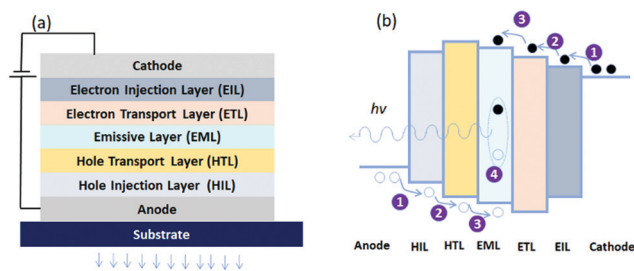 (a)
Cathode
Electron Injection Layer (EIL)
Electron Transport Layer (ETL)
Emissive Layer (EML)
Hole Transport Layer (HTL)
Hole Injection Layer (HIL)
Anode
Substrate
(b)
3
2
1
hν
4
1
2
3
Anode HIL HTL EML ETL EIL Cathode